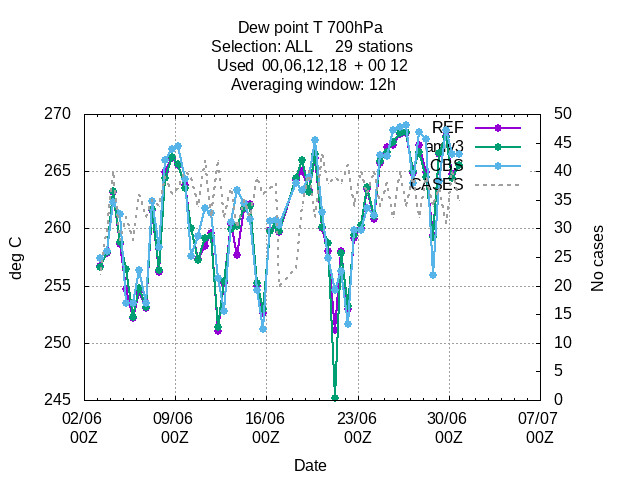 Dew point T 700hPa
Selection: ALL 29 stations
Used 00,06,12,18 + 00 12
Averaging window: 12h
270
265
260
255
250
245
deg C
50
45
40
35
30
25
20
15
10
5
0
No cases
REF
OBS
CASES
02/06 09/06 16/06 23/06 30/06 07/07
00Z 00Z 00Z 00Z 00Z 00Z
Date